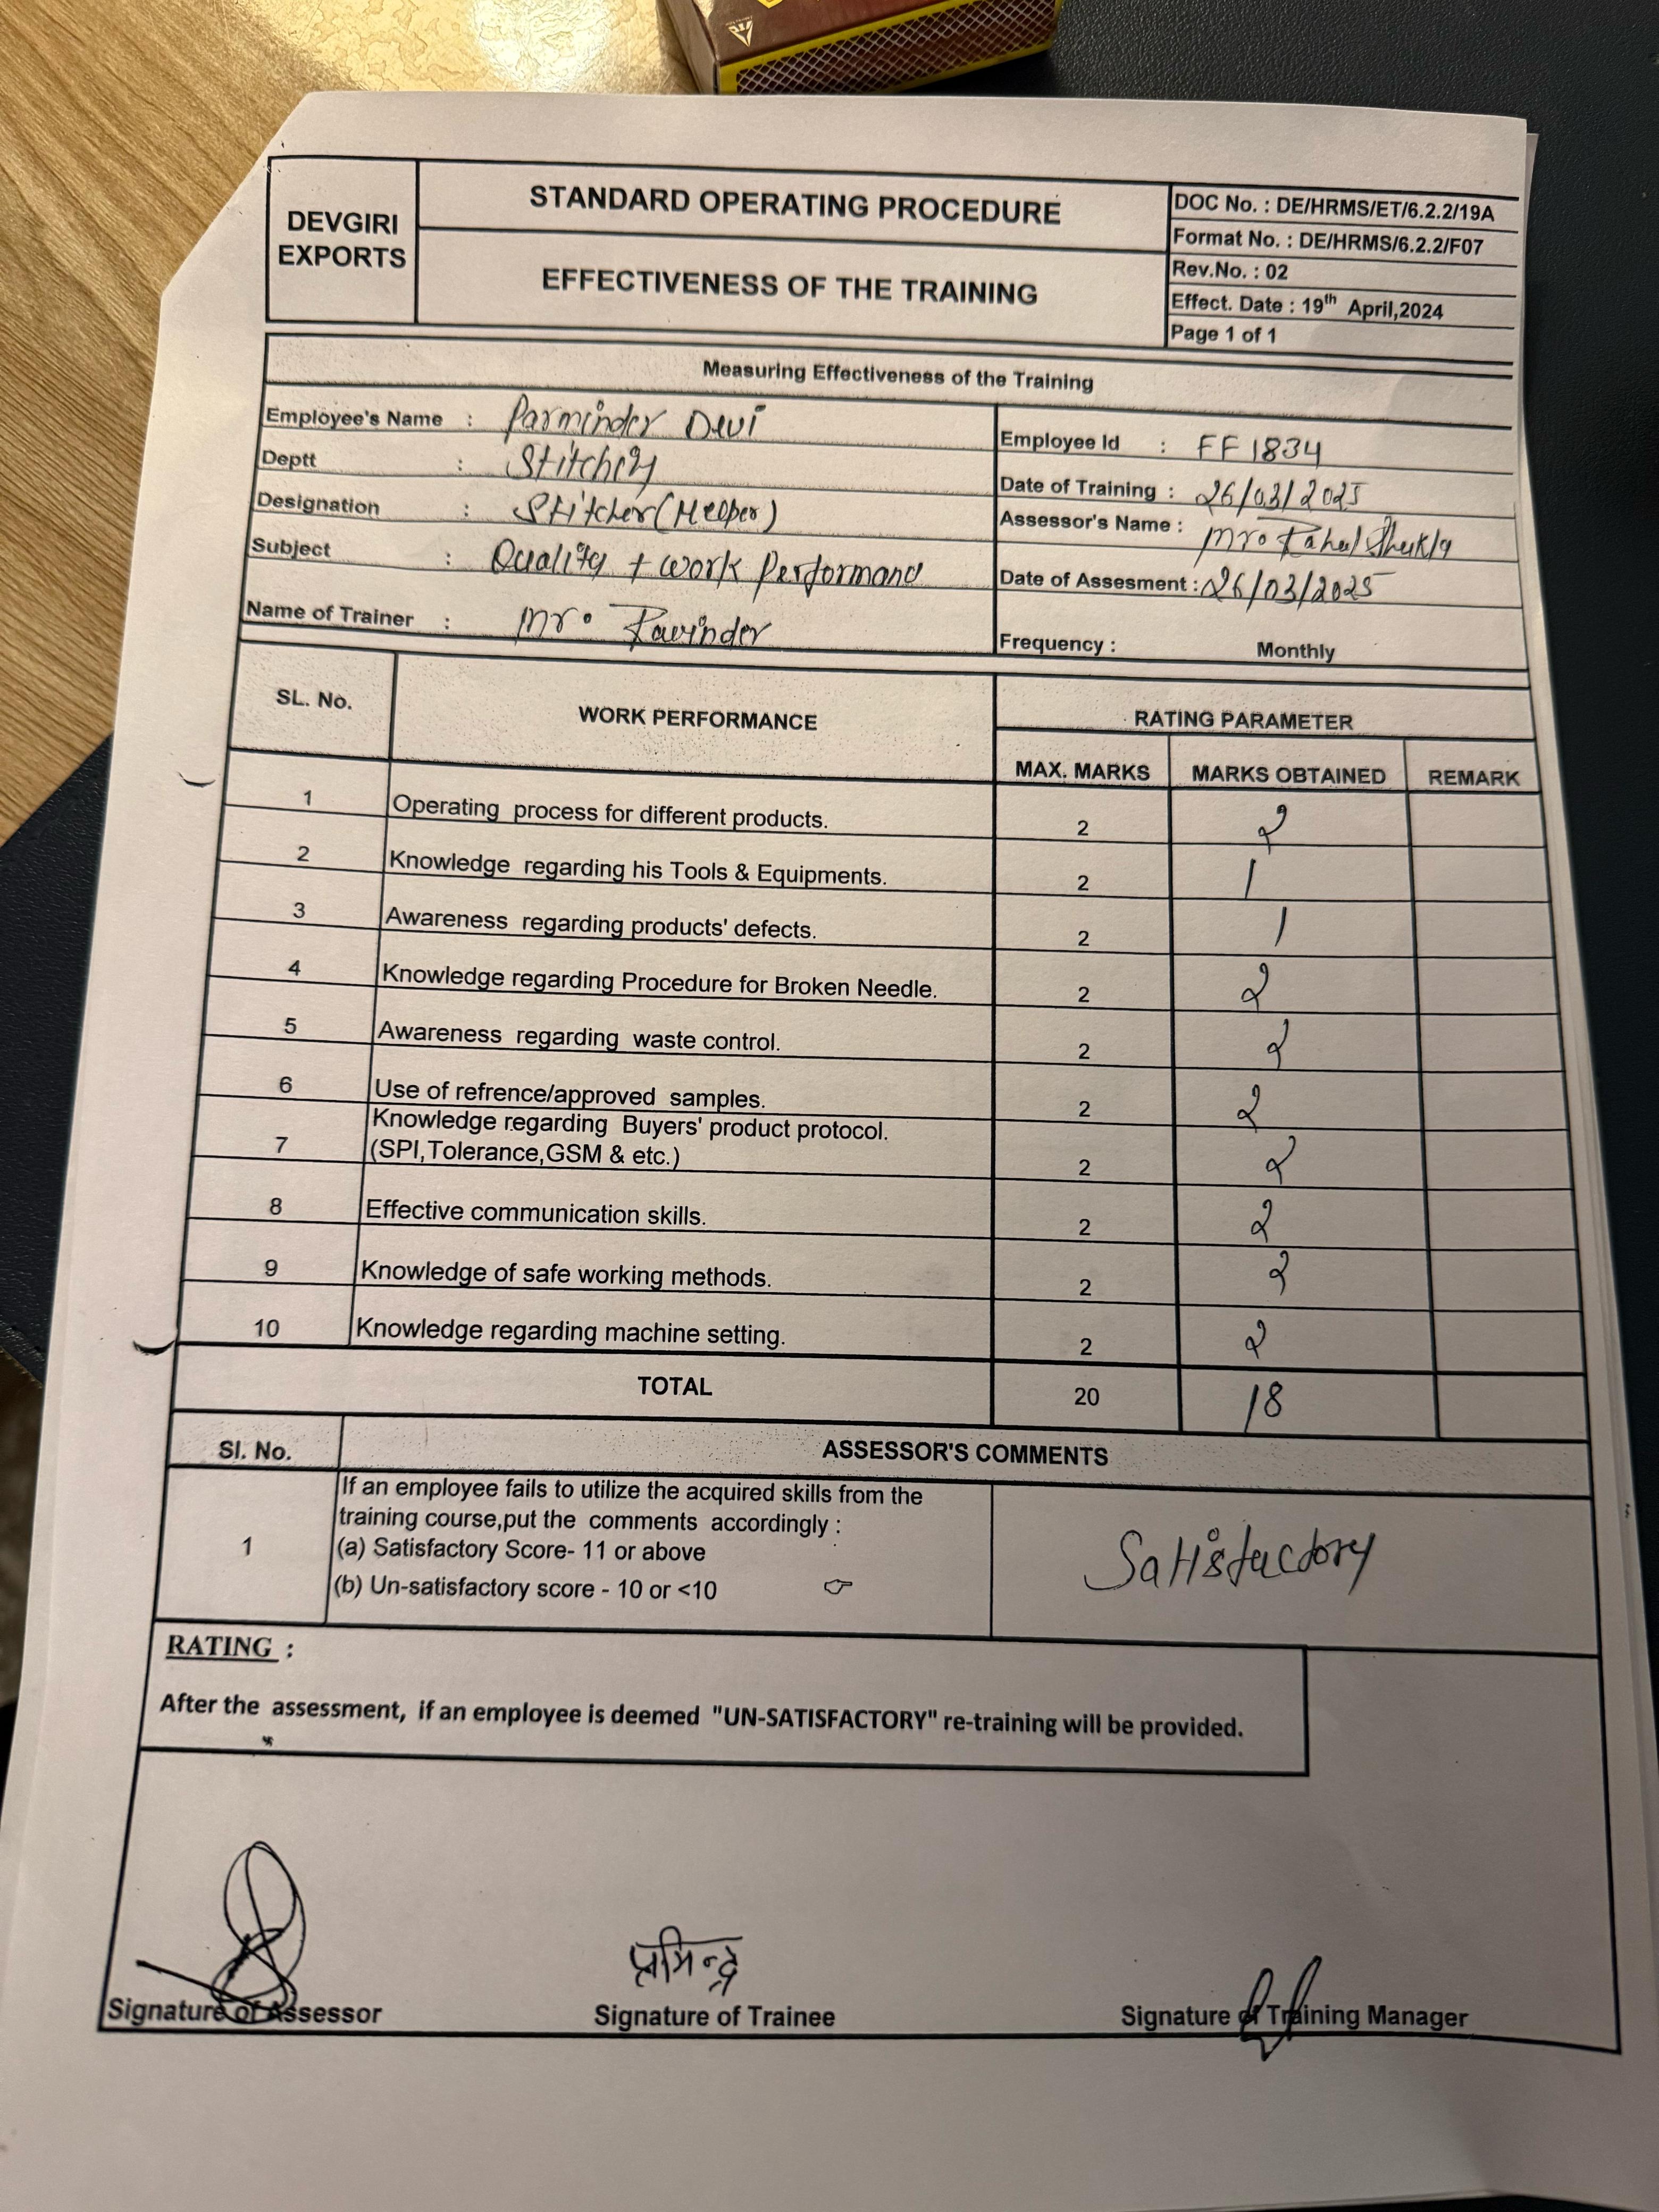 DEVGIRI EXPORTS
STANDARD OPERATING PROCEDURE
EFFECTIVENESS OF THE TRAINING
DOC No. : DE/HRMS/ET/6.2.2/19A
Format No. : DE/HRMS/6.2.2/F07
Rev.No. : 02
Effect. Date : 19th April,2024
Page 1 of 1
Measuring Effectiveness of the Training
Employee's Name : Parminder Devi
Employee Id : FF1834
Deptt : Stitching
Date of Training : 26/03/2025
Designation : Stitcher(Helper)
Assessor's Name : Mr. Rahul Shukla
Subject : Quality + work Performanc
Date of Assesment : 26/03/2025
Name of Trainer : Mr. Ravinder
Frequency : Monthly
SL. No. WORK PERFORMANCE RATING PARAMETER
MAX. MARKS MARKS OBTAINED REMARK
1 Operating process for different products. 2 2
2 Knowledge regarding his Tools & Equipments. 2 1
3 Awareness regarding products' defects. 2 1
4 Knowledge regarding Procedure for Broken Needle. 2 2
5 Awareness regarding waste control. 2 2
6 Use of refrence/approved samples. 2 2
7 Knowledge regarding Buyers' product protocol. 2 2
(SPI,Tolerance,GSM & etc.)
8 Effective communication skills. 2 2
9 Knowledge of safe working methods. 2 2
10 Knowledge regarding machine setting. 2 2
TOTAL 20 18
Sl. No. ASSESSOR'S COMMENTS
1 If an employee fails to utilize the acquired skills from the
training course,put the comments accordingly :
(a) Satisfactory Score- 11 or above
(b) Un-satisfactory score - 10 or <10
Satisfactory
RATING :
After the assessment, if an employee is deemed "UN-SATISFACTORY" re-training will be provided.
प्रमिन्द्र
Signature of Assessor Signature of Trainee Signature of Training Manager